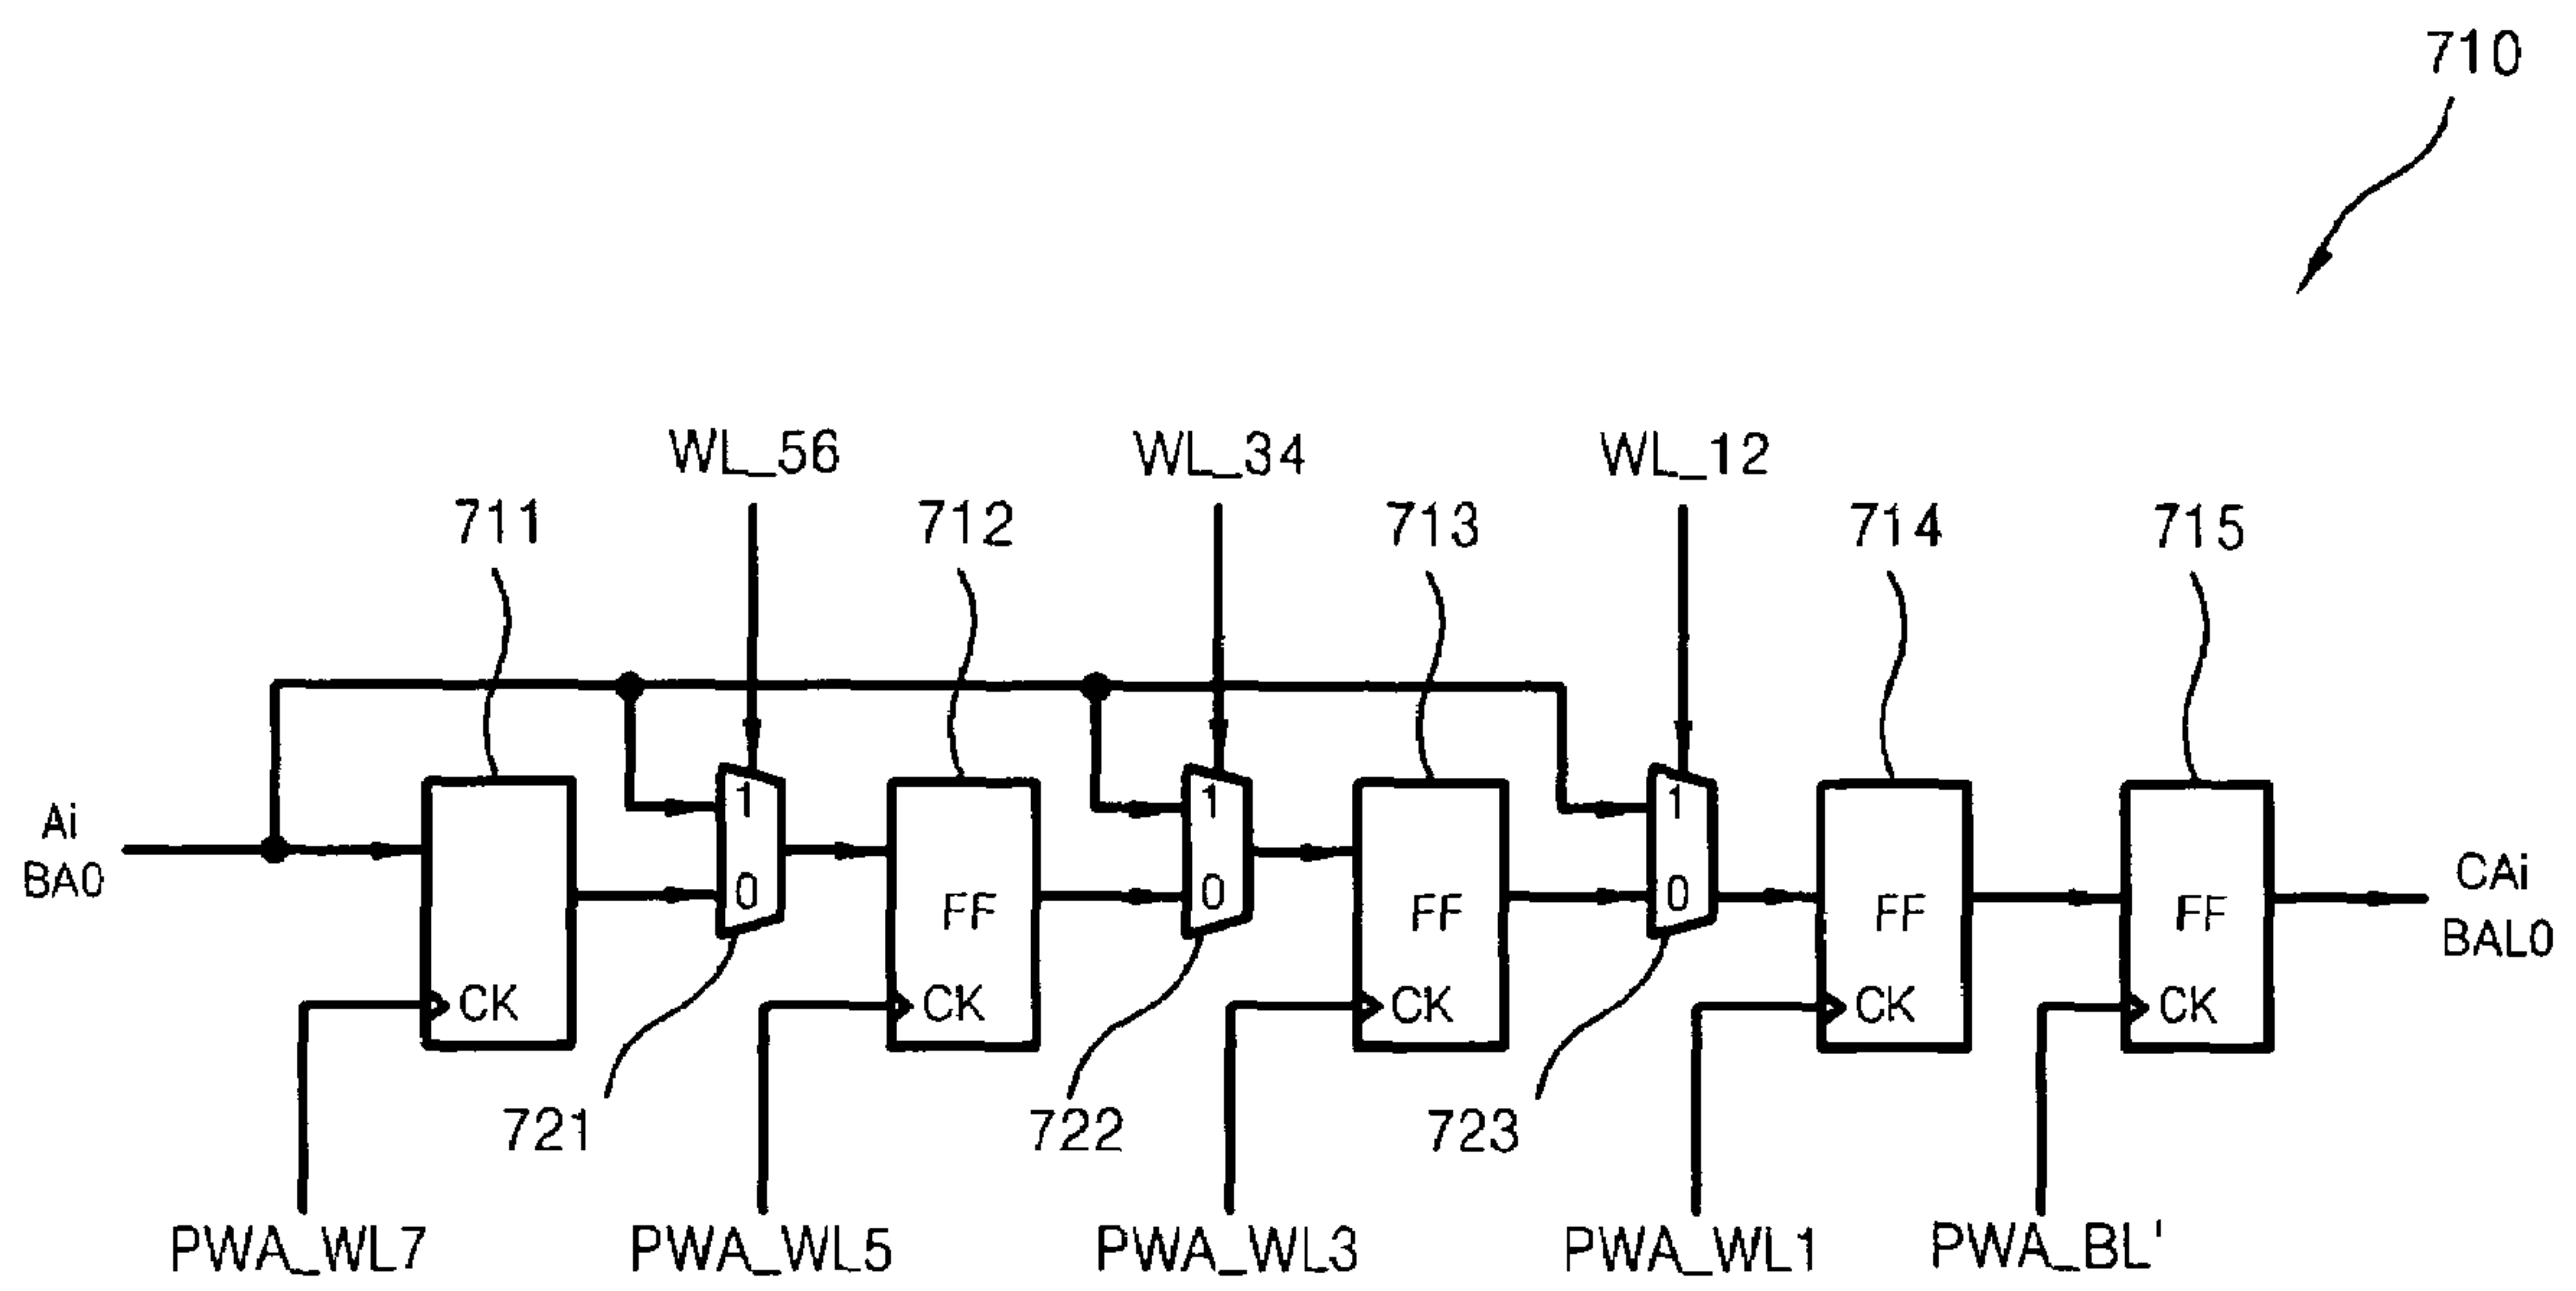 710
WL_56
WL_34
WL_12
711
712
713
714
715
Ai
BA0
1
0
CK
FF
CK
1
0
FF
CK
1
0
FF
CK
FF
CK
CAi
BAL0
721
722
723
PWA_WL7
PWA_WL5
PWA_WL3
PWA_WL1
PWA_BL'